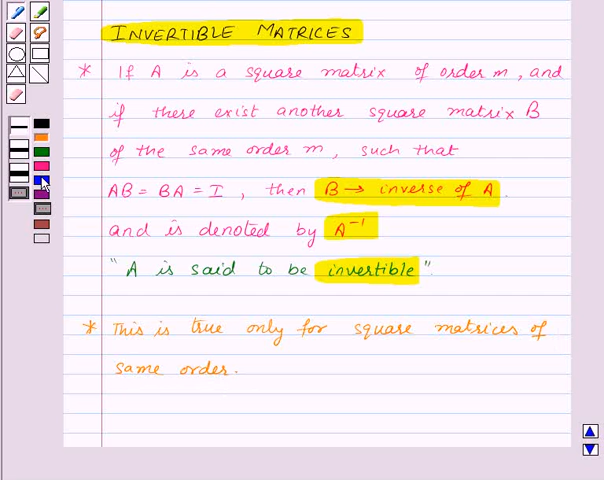 INVERTIBLE MATRICES
* If A is a square matrix of order m, and
if there exist another square matrix B
of the same order m, such that
AB = BA = I, then B → inverse of A.
and is denoted by A⁻¹
"A is said to be invertible".
* This is true only for square matrices of
same order.